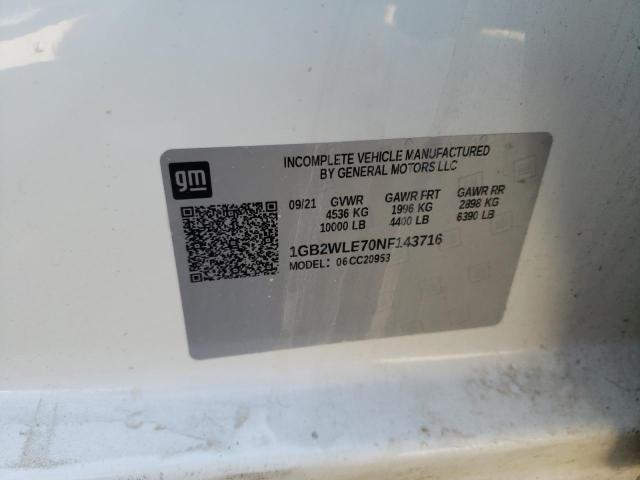 gm
INCOMPLETE VEHICLE MANUFACTURED
BY GENERAL MOTORS LLC
09/21 GVWR GAWR FRT GAWR RR
4536 KG 1996 KG 2898 KG
10000 LB 4400 LB 6390 LB
1GB2WLE70NF143716
MODEL: 06CC20953